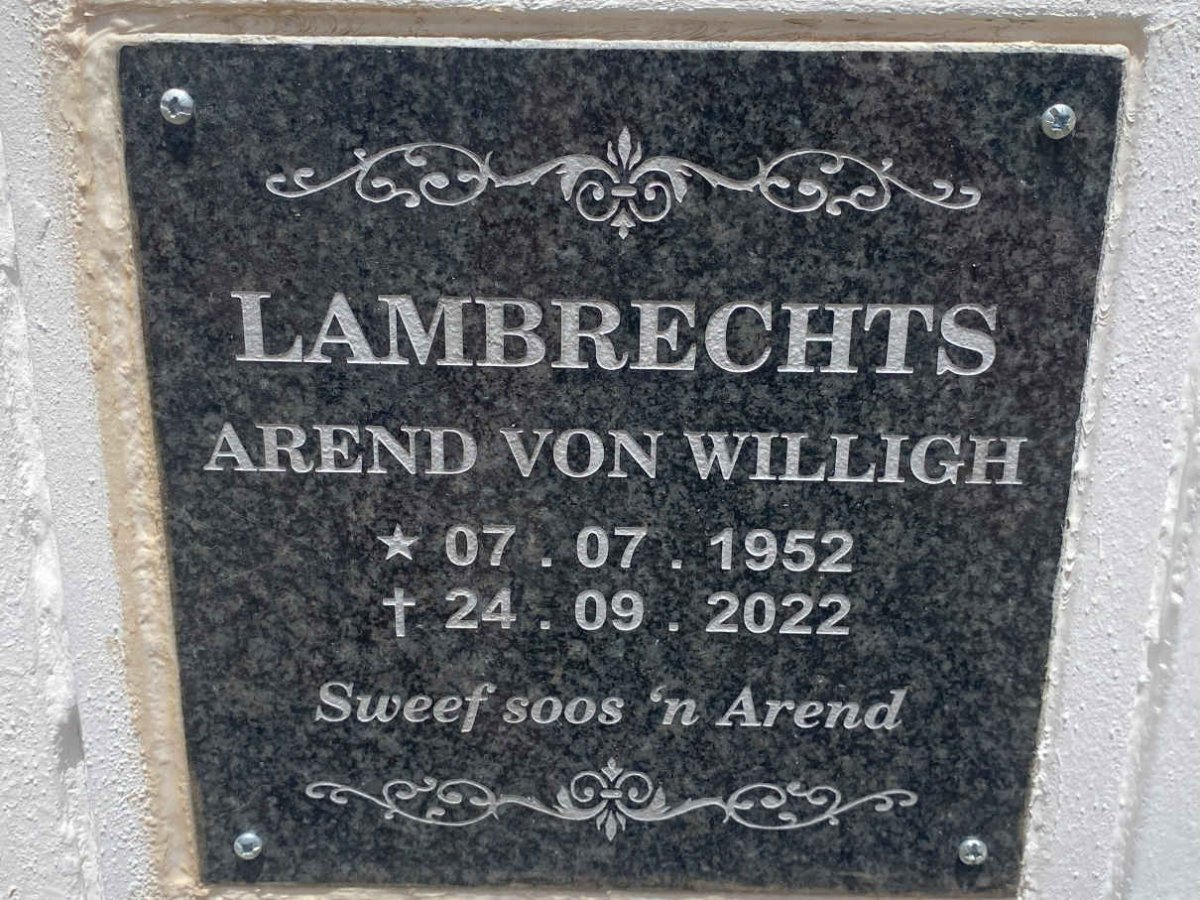 LAMBRECHTS
AREND VON WILLIGH
★ 07 . 07 . 1952
† 24 . 09 . 2022
Sweef soos ‘n Arend